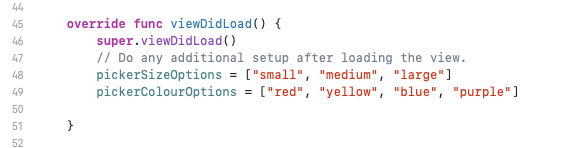 44
45 override func viewDidLoad() {
46 super.viewDidLoad()
47 // Do any additional setup after loading the view.
48 pickerSizeOptions = ["small", "medium", "large"]
49 pickerColourOptions = ["red", "yellow", "blue", "purple"]
50
51 }
52